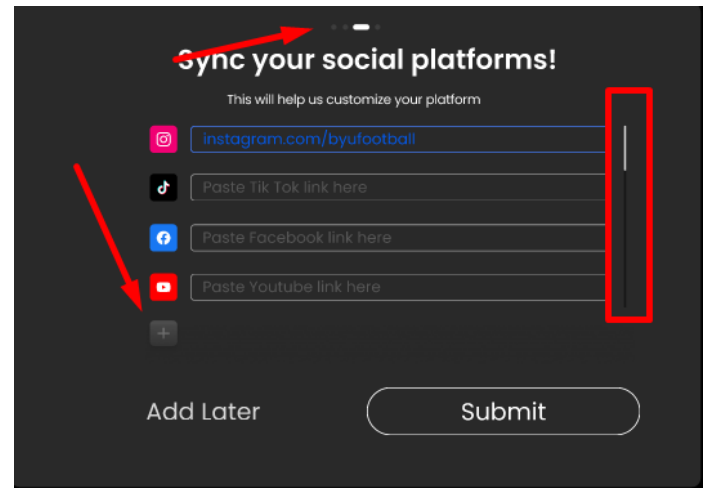 Sync your social platforms!
This will help us customize your platform
instagram.com/byufootball
Paste Tik Tok link here
Paste Facebook link here
Paste Youtube link here
Add Later
Submit